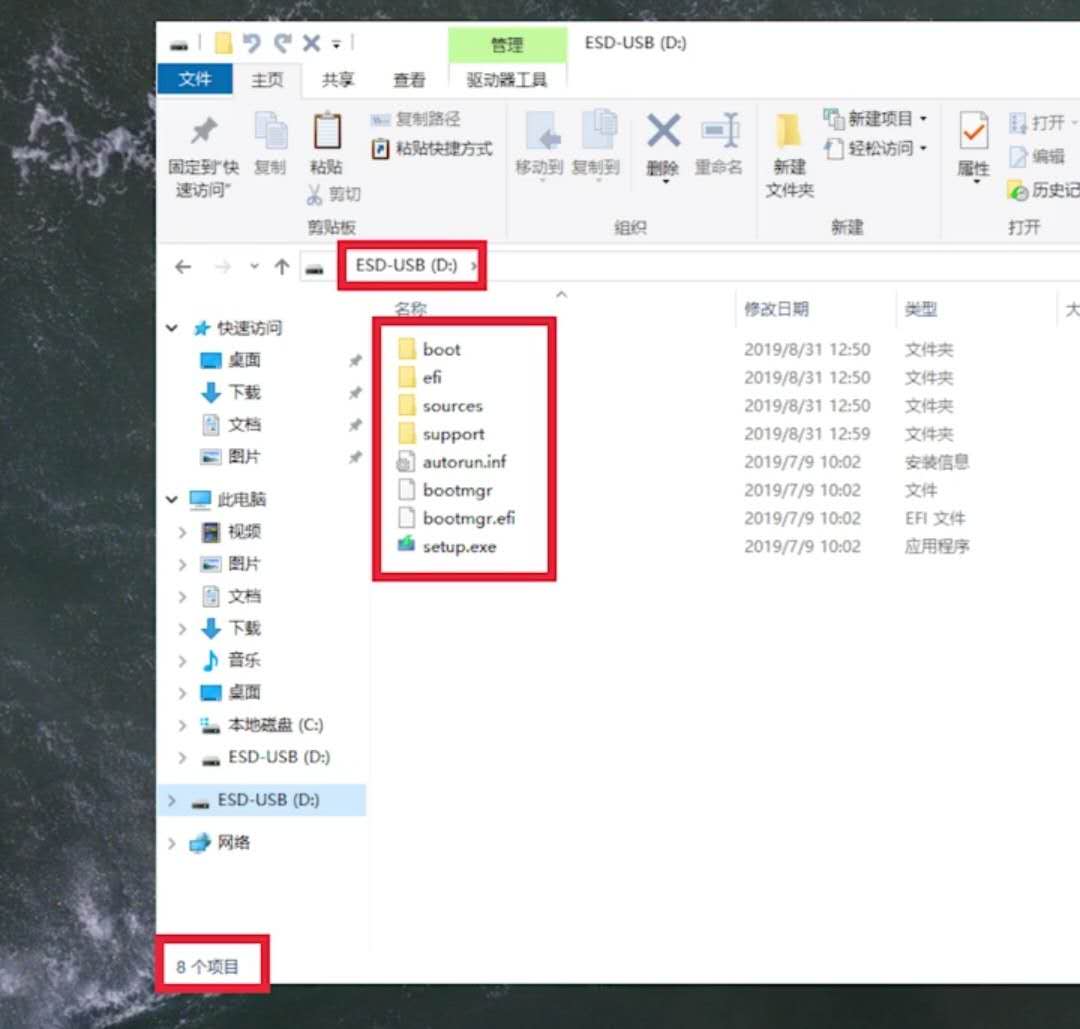 管理
ESD-USB (D:)
文件
主页
共享
查看
驱动器工具
固定到"快
速访问"
复制
粘贴
复制路径
粘贴快捷方式
剪切
剪贴板
移动到
复制到
删除
重命名
组织
新建
文件夹
新建项目
轻松访问
新建
属性
打开
编辑
历史记
打开
ESD-USB (D:)
名称
修改日期
类型
大
boot 2019/8/31 12:50 文件夹
efi 2019/8/31 12:50 文件夹
sources 2019/8/31 12:50 文件夹
support 2019/8/31 12:59 文件夹
autorun.inf 2019/7/9 10:02 安装信息
bootmgr 2019/7/9 10:02 文件
bootmgr.efi 2019/7/9 10:02 EFI 文件
setup.exe 2019/7/9 10:02 应用程序
快速访问
桌面
下载
文档
图片
此电脑
视频
图片
文档
下载
音乐
桌面
本地磁盘 (C:)
ESD-USB (D:)
ESD-USB (D:)
网络
8 个项目